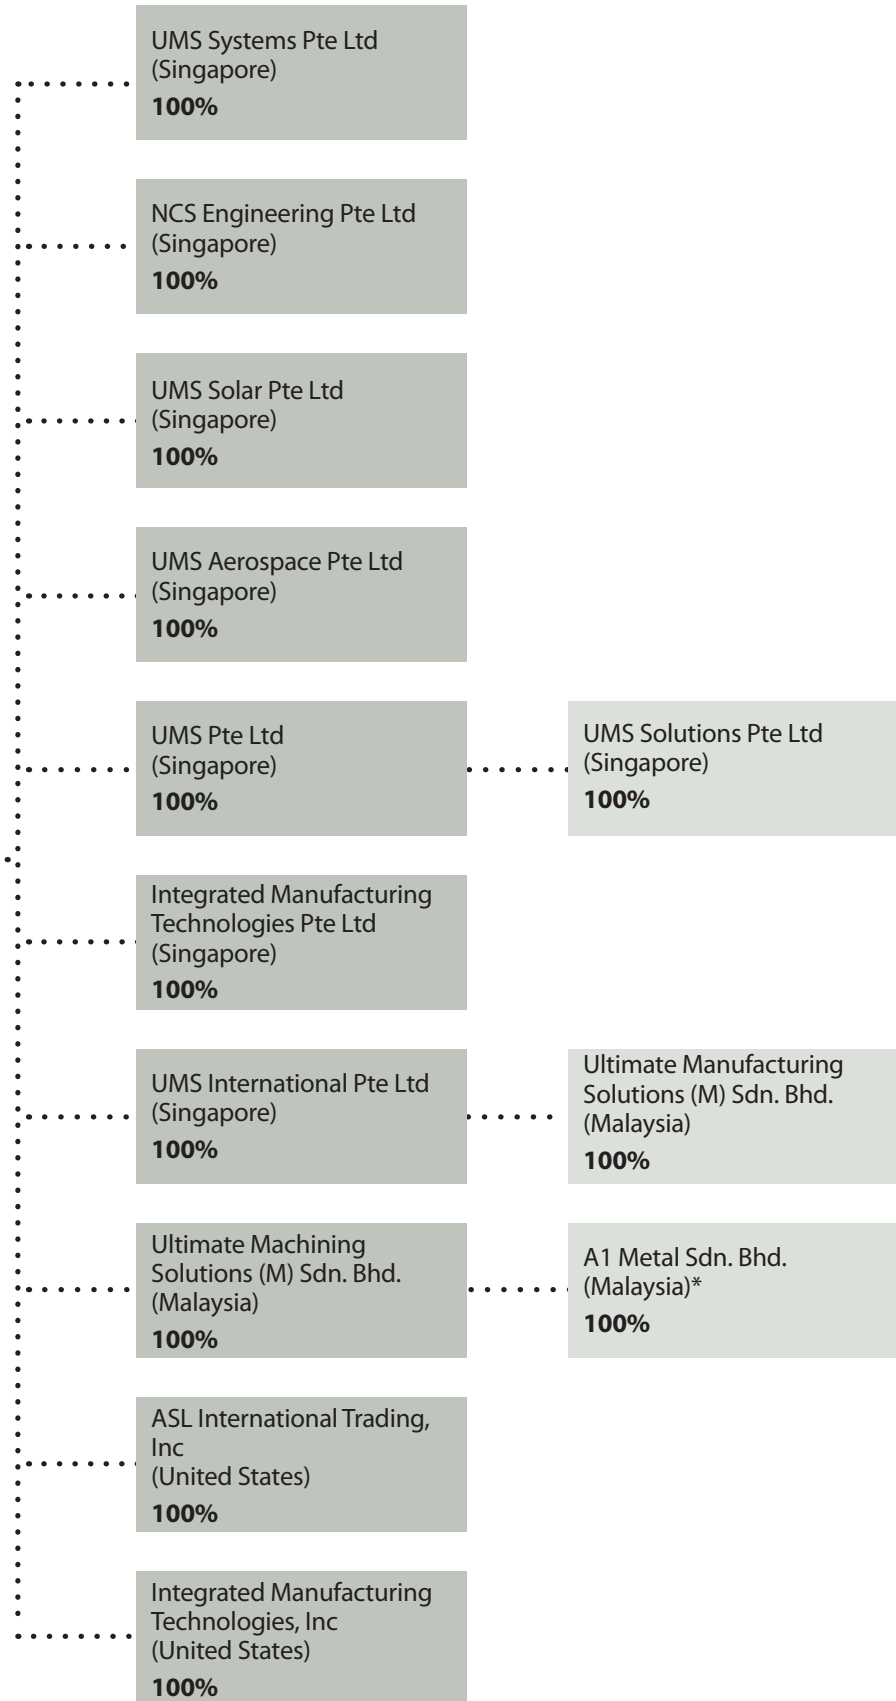 UMS Systems Pte Ltd
(Singapore)
100%
NCS Engineering Pte Ltd
(Singapore)
100%
UMS Solar Pte Ltd
(Singapore)
100%
UMS Aerospace Pte Ltd
(Singapore)
100%
UMS Pte Ltd
(Singapore)
100%
UMS Solutions Pte Ltd
(Singapore)
100%
Integrated Manufacturing
Technologies Pte Ltd
(Singapore)
100%
UMS International Pte Ltd
(Singapore)
100%
Ultimate Manufacturing
Solutions (M) Sdn. Bhd.
(Malaysia)
100%
Ultimate Machining
Solutions (M) Sdn. Bhd.
(Malaysia)
100%
A1 Metal Sdn. Bhd.
(Malaysia)*
100%
ASL International Trading,
Inc
(United States)
100%
Integrated Manufacturing
Technologies, Inc
(United States)
100%